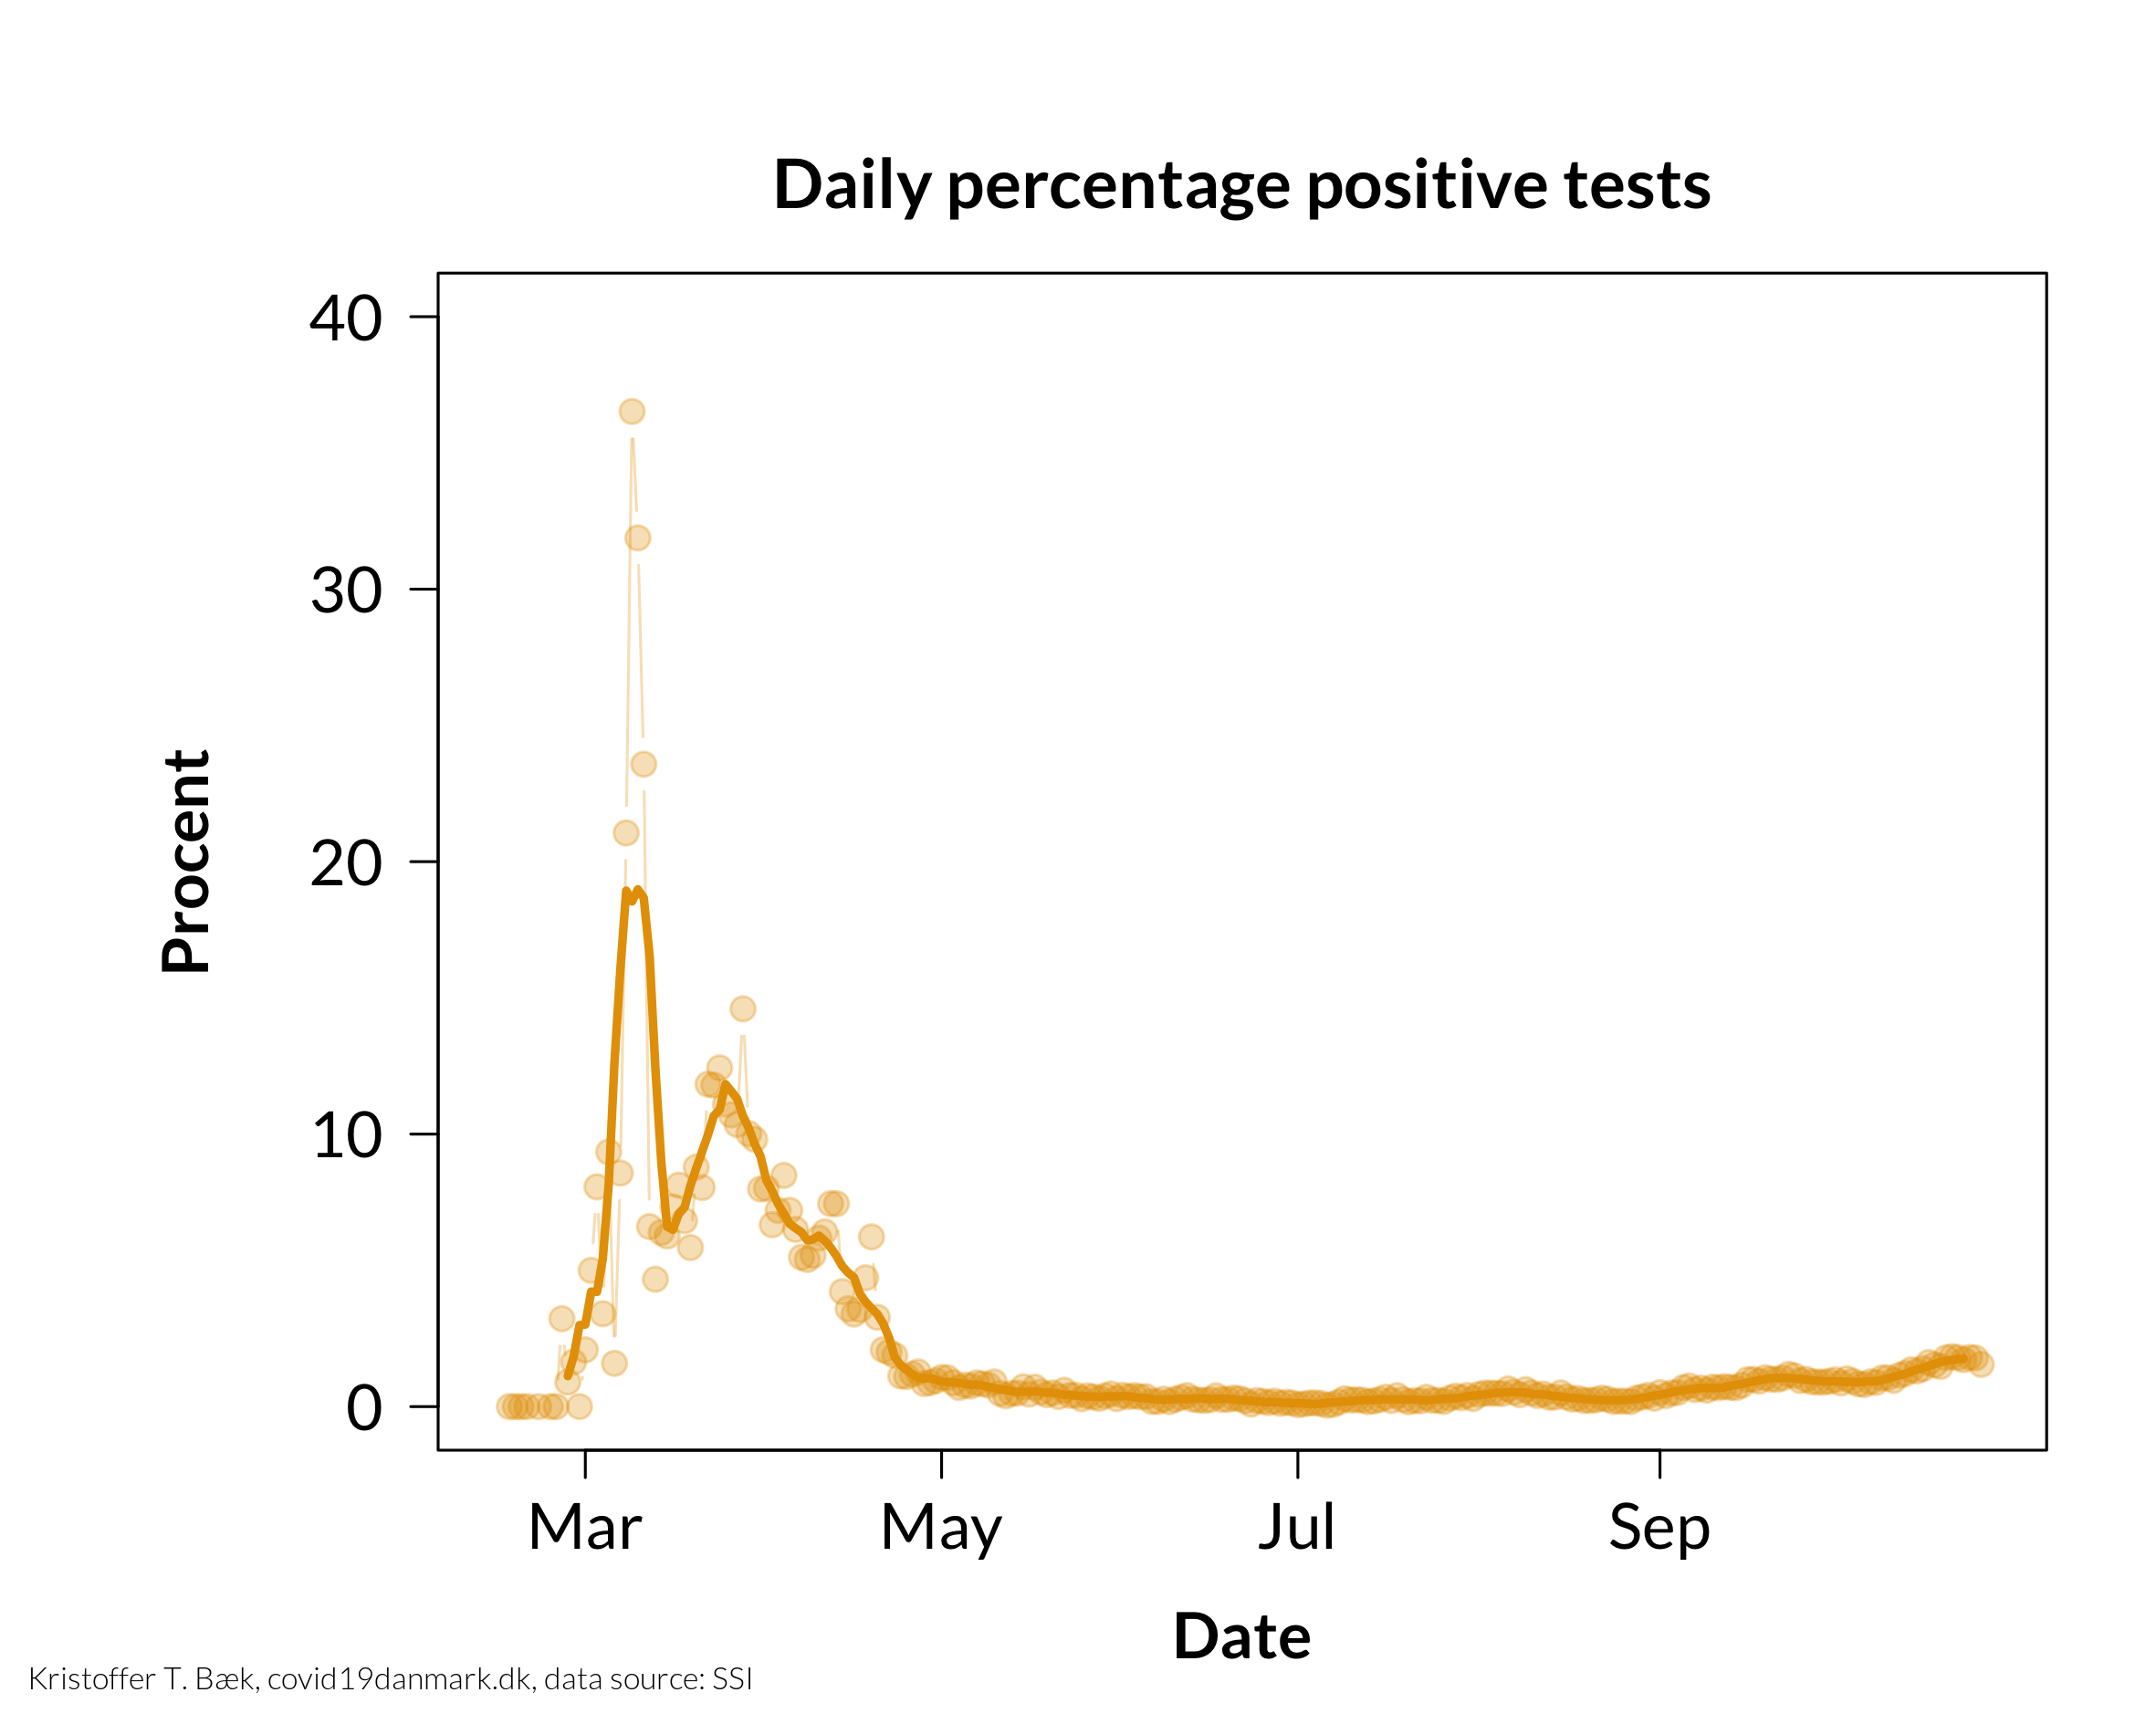 Daily percentage positive tests
40
30
20
10
0
Procent
Mar May Jul Sep
Date
Kristoffer T. Bæk, covid19danmark.dk, data source: SSI